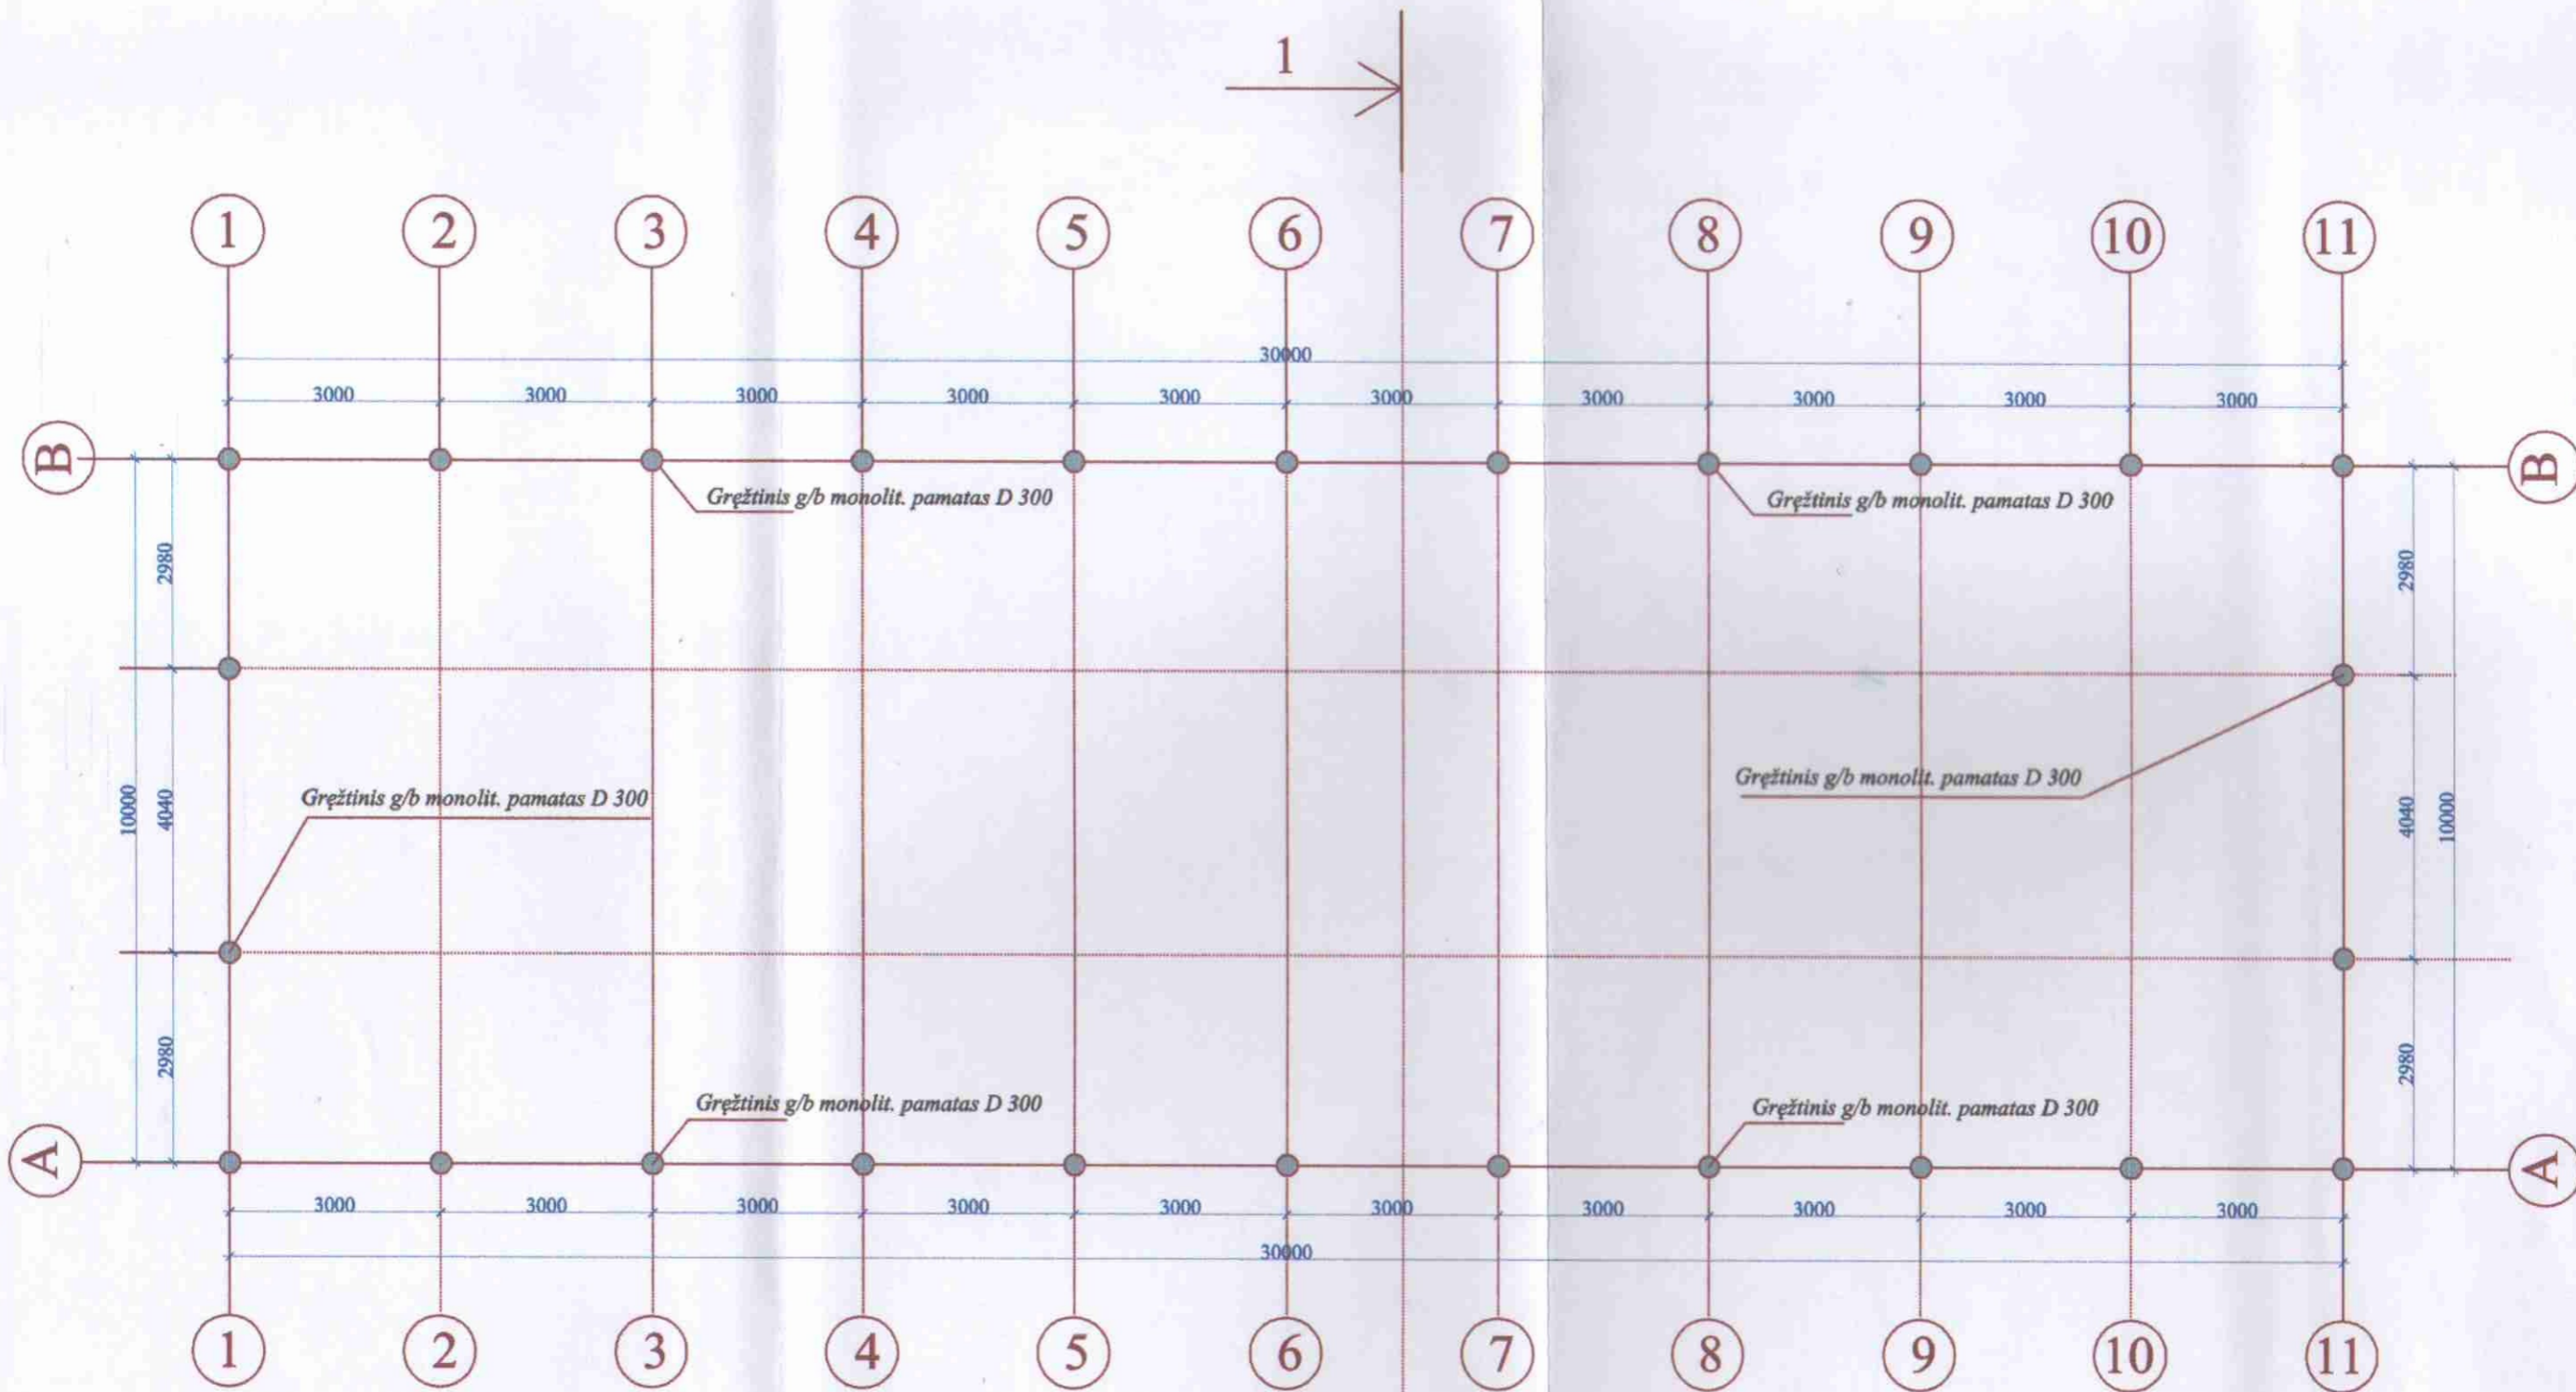 1
1 2 3 4 5 6 7 8 9 10 11
30000
3000 3000 3000 3000 3000 3000 3000 3000 3000 3000
B B
Gręžtinis g/b monolit. pamatas D 300 Gręžtinis g/b monolit. pamatas D 300
2980 2980
Gręžtinis g/b monolit. pamatas D 300
Gręžtinis g/b monolit. pamatas D 300
10000 4040 4040 10000
2980 2980
Gręžtinis g/b monolit. pamatas D 300 Gręžtinis g/b monolit. pamatas D 300
A A
3000 3000 3000 3000 3000 3000 3000 3000 3000 3000
30000
1 2 3 4 5 6 7 8 9 10 11